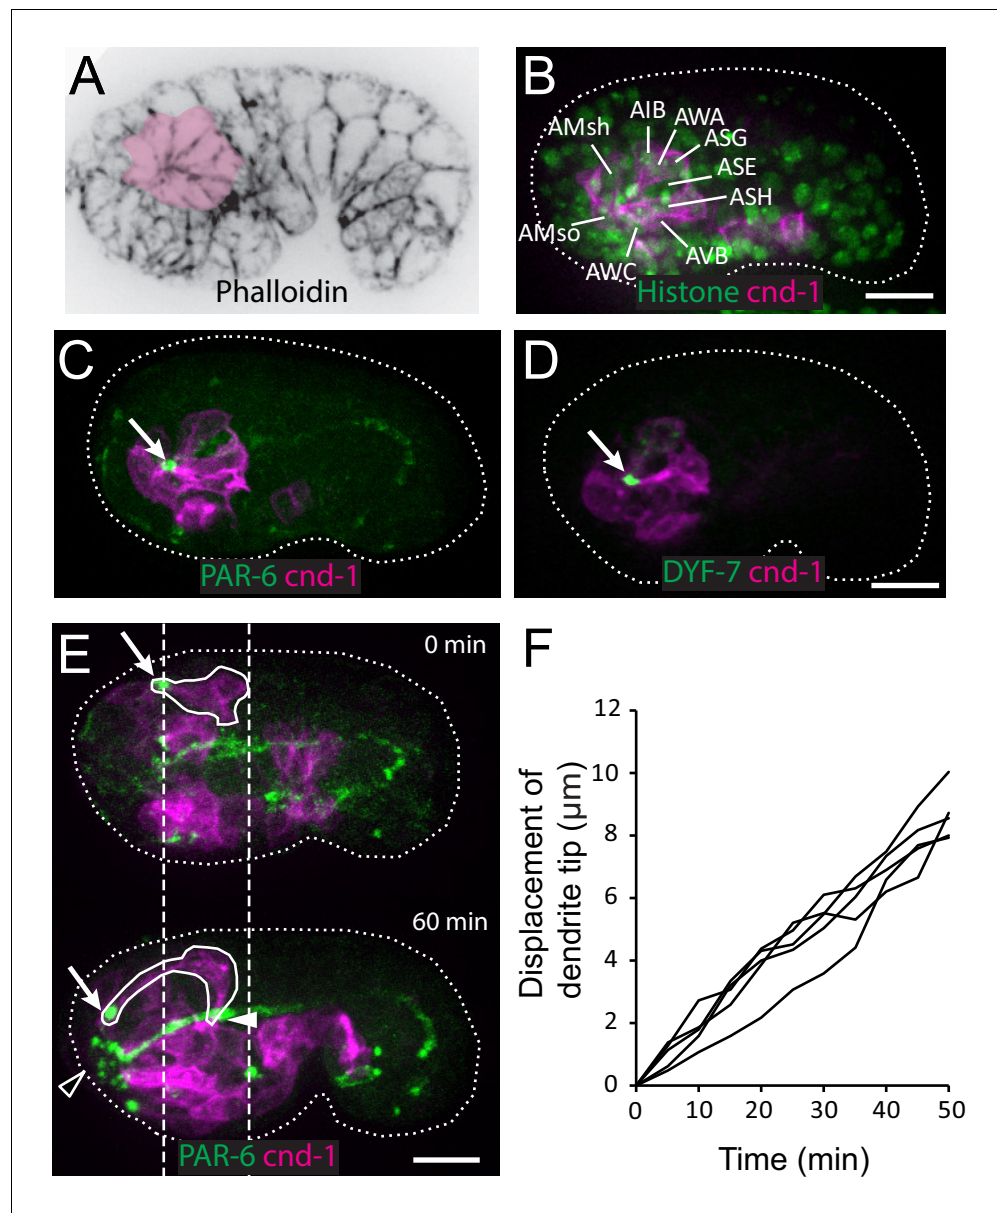 A
Phalloidin
B
AIB
AWA
AMsh
ASG
ASE
ASH
AMso
AVB
AWC
Histone cnd-1
C
PAR-6 cnd-1
D
DYF-7 cnd-1
E
0 min
60 min
PAR-6 cnd-1
F
Displacement of
dendrite tip (µm)
12
10
8
6
4
2
0
0 10 20 30 40 50
Time (min)